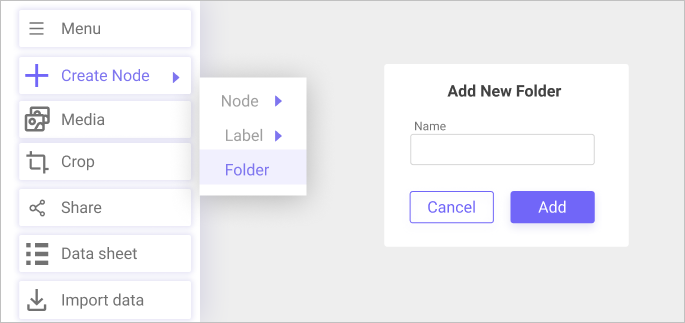 Menu
Create Node
Media
Crop
Share
Data sheet
Import data
Node
Label
Folder
Add New Folder
Name
Cancel
Add